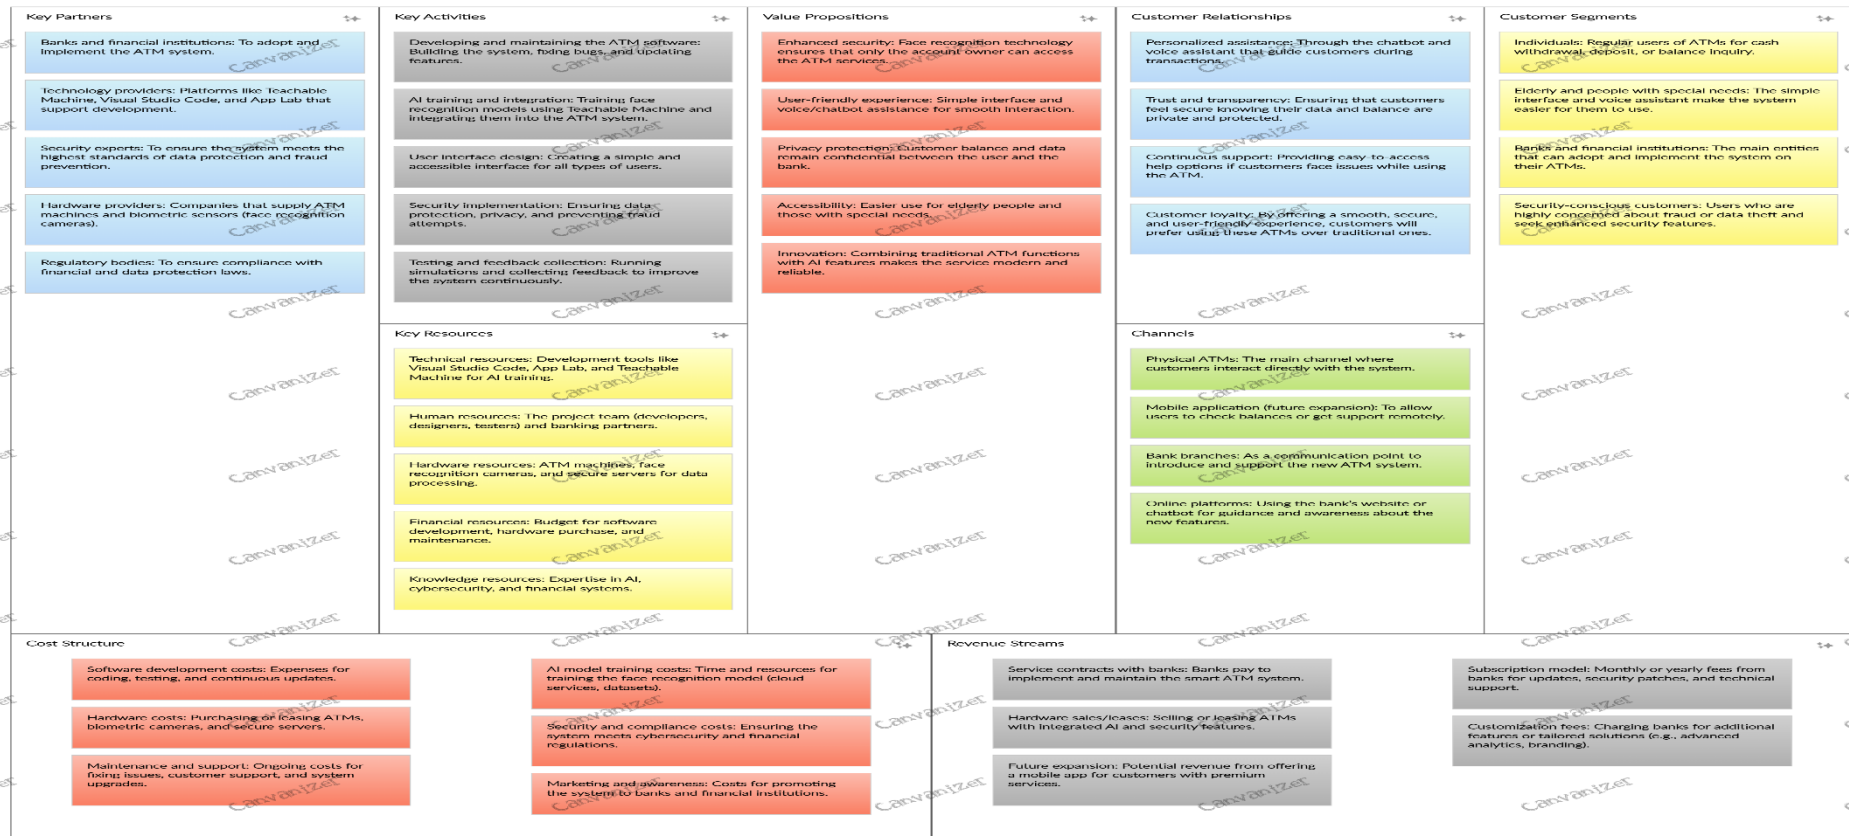 Key Partners
Banks and financial institutions: To adopt and
implement the ATM system.
Technology providers: Platforms like Teachable
Machine, Visual Studio Code, and App Lab that
support development.
Security experts: To ensure the system meets the
highest standards of data protection and fraud
prevention.
Hardware providers: Companies that supply ATM
machines and biometric sensors (face recognition
cameras).
Regulatory bodies: To ensure compliance with
financial and data protection laws.
Key Activities
Developing and maintaining the ATM software:
Building the system, fixing bugs, and updating
features.
AI training and integration: Training face
recognition models using Teachable Machine and
integrating them into the ATM system.
User interface design: Creating a simple and
accessible interface for all types of users.
Security implementation: Ensuring data
protection, privacy, and preventing fraud
attempts.
Testing and feedback collection: Running
simulations and collecting feedback to improve
the system continuously.
Key Resources
Technical resources: Development tools like
Visual Studio Code, App Lab, and Teachable
Machine for AI training.
Human resources: The project team (developers,
designers, testers) and banking partners.
Hardware resources: ATM machines, face
recognition cameras, and secure servers for data
processing.
Financial resources: Budget for software
development, hardware purchase, and
maintenance.
Knowledge resources: Expertise in AI,
cybersecurity, and financial systems.
Value Propositions
Enhanced security: Face recognition technology
ensures that only the account owner can access
the ATM services.
User-friendly experience: Simple interface and
voice/chatbot assistance for smooth interaction.
Privacy protection: Customer balance and data
remain confidential between the user and the
bank.
Accessibility: Easier use for elderly people and
those with special needs.
Innovation: Combining traditional ATM functions
with AI features makes the service modern and
reliable.
Customer Relationships
Personalized assistance: Through the chatbot and
voice assistant that guide customers during
transactions.
Trust and transparency: Ensuring that customers
feel secure knowing their data and balance are
private and protected.
Continuous support: Providing easy-to-access
help options if customers face issues while using
the ATM.
Customer loyalty: By offering a smooth, secure,
and user-friendly experience, customers will
prefer using these ATMs over traditional ones.
Channels
Physical ATMs: The main channel where
customers interact directly with the system.
Mobile application (future expansion): To allow
users to check balances or get support remotely.
Bank branches: As a communication point to
introduce and support the new ATM system.
Online platforms: Using the bank's website or
chatbot for guidance and awareness about the
new features.
Customer Segments
Individuals: Regular users of ATMs for cash
withdrawal, deposit, or balance inquiry.
Elderly and people with special needs: The simple
interface and voice assistant make the system
easier for them to use.
Banks and financial institutions: The main entities
that can adopt and implement the system on
their ATMs.
Security-conscious customers: Users who are
highly concerned about fraud or data theft and
seek enhanced security features.
Cost Structure
Software development costs: Expenses for
coding, testing, and continuous updates.
Hardware costs: Purchasing or leasing ATMs,
biometric cameras, and secure servers.
Maintenance and support: Ongoing costs for
fixing issues, customer support, and system
upgrades.
AI model training costs: Time and resources for
training the face recognition model (cloud
services, datasets).
Security and compliance costs: Ensuring the
system meets cybersecurity and financial
regulations.
Marketing and awareness: Costs for promoting
the system to banks and financial institutions.
Revenue Streams
Service contracts with banks: Banks pay to
implement and maintain the smart ATM system.
Hardware sales/leases: Selling or leasing ATMs
with integrated AI and security features.
Future expansion: Potential revenue from offering
a mobile app for customers with premium
services.
Subscription model: Monthly or yearly fees from
banks for updates, security patches, and technical
support.
Customization fees: Charging banks for additional
features or tailored solutions (e.g., advanced
analytics, branding).
Canvanizer